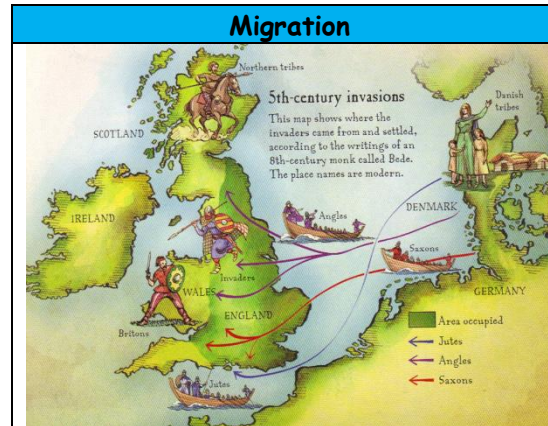 Migration
Northern tribes
5th-century invasions
This map shows where the
invaders came from and settled,
according to the writings of an
8th-century monk called Bede.
The place names are modern.
Danish
tribes
SCOTLAND
IRELAND
Angles
DENMARK
Saxons
Invaders
WALES
GERMANY
ENGLAND
Britons
Area occupied
Jutes
Angles
Saxons
Jutes